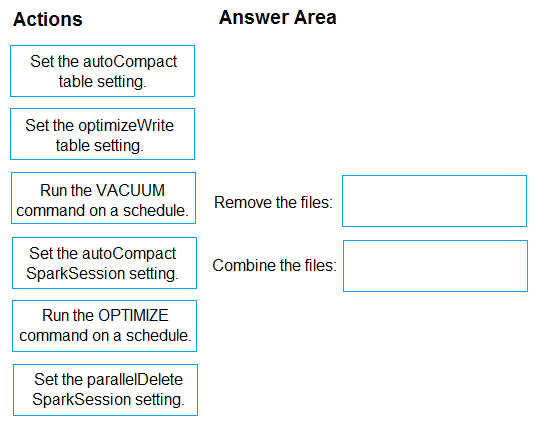 Actions
Answer Area
Set the autoCompact
table setting.
Set the optimizeWrite
table setting.
Run the VACUUM
command on a schedule.
Set the autoCompact
SparkSession setting.
Run the OPTIMIZE
command on a schedule.
Set the parallelDelete
SparkSession setting.
Remove the files:
Combine the files: